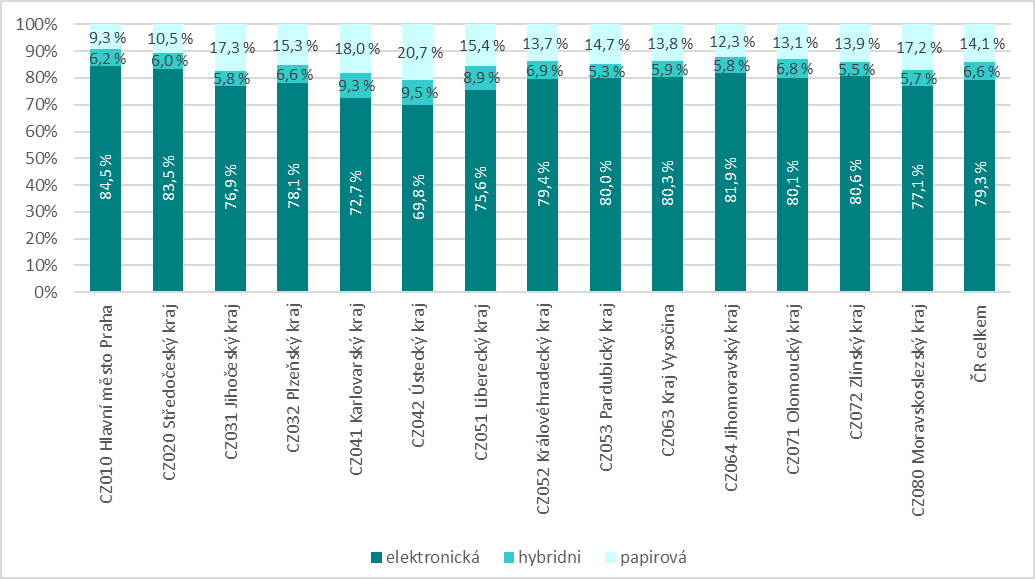 100%
90%
80%
70%
60%
50%
40%
30%
20%
10%
0%
9,3 % 10,5 % 17,3 % 15,3 % 18,0 % 20,7 % 15,4 % 13,7 % 14,7 % 13,8 % 12,3 % 13,1 % 13,9 % 17,2 % 14,1 %
6,2 % 6,0 % 5,8 % 6,6 % 9,3 % 9,5 % 8,9 % 6,9 % 5,3 % 5,9 % 5,8 % 6,8 % 5,5 % 5,7 % 6,6 %
84,5 % 83,5 % 76,9 % 78,1 % 72,7 % 69,8 % 75,6 % 79,4 % 80,0 % 80,3 % 81,9 % 80,1 % 80,6 % 77,1 % 79,3 %
CZ010 Hlavní město Praha
CZ020 Středočeský kraj
CZ031 Jihočeský kraj
CZ032 Plzeňský kraj
CZ041 Karlovarský kraj
CZ042 Ústecký kraj
CZ051 Liberecký kraj
CZ052 Královéhradecký kraj
CZ053 Pardubický kraj
CZ063 Kraj Vysočina
CZ064 Jihomoravský kraj
CZ071 Olomoucký kraj
CZ072 Zlínský kraj
CZ080 Moravskoslezský kraj
ČR celkem
elektronická hybridni papirová